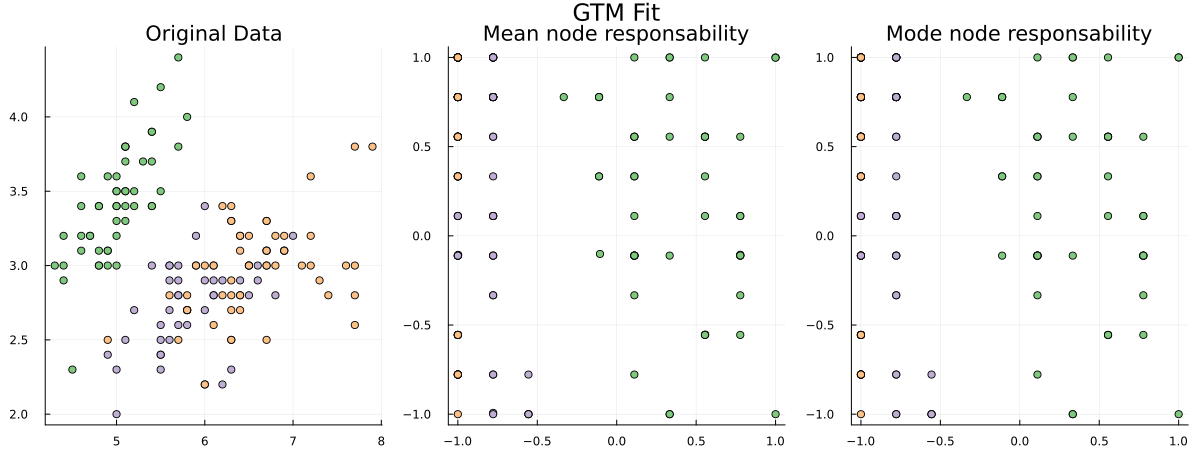 GTM Fit
Original Data
Mean node responsability
Mode node responsability
4.0
3.5
3.0
2.5
2.0
5 6 7 8
1.0
0.5
0.0
−0.5
−1.0
−1.0 −0.5 0.0 0.5 1.0
1.0
0.5
0.0
−0.5
−1.0
−1.0 −0.5 0.0 0.5 1.0